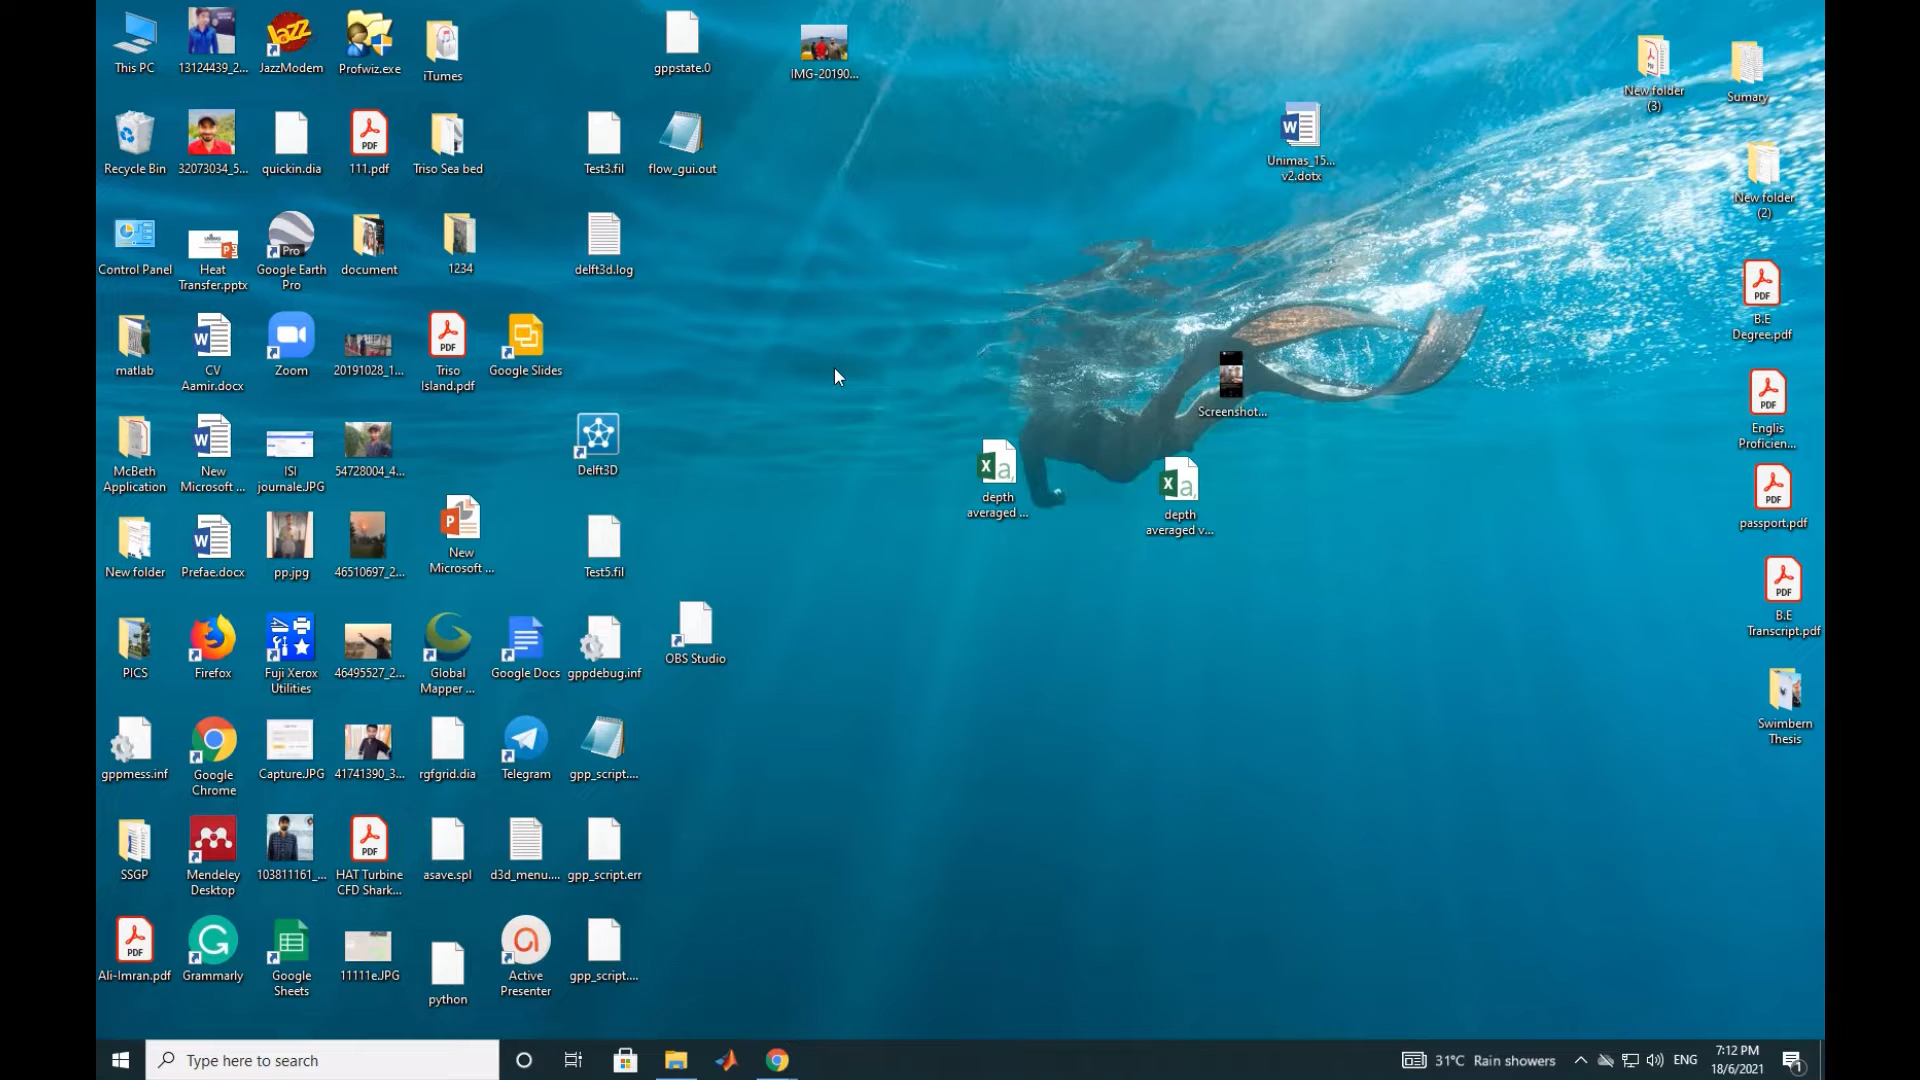 This PC
13124439_2...
JazzModem
Profwiz.exe
iTumes
gppstate.0
IMG-20190...
New folder
(3)
Sumary
Recycle Bin
32073034_5...
quickin.dia
111.pdf
Triso Sea bed
Test3.fil
flow_gui.out
Unimas_15...
v2.dotx
New folder
(2)
Control Panel
Heat
Transfer.pptx
Google Earth
Pro
document
1234
delft3d.log
B.E
Degree.pdf
matlab
CV
Aamir.docx
Zoom
20191028_1...
Triso
Island.pdf
Google Slides
Screenshot...
Englis
Proficien...
McBeth
Application
New
Microsoft ...
ISI
journale.JPG
54728004_4...
Delft3D
depth
averaged ...
depth
averaged v...
passport.pdf
New folder
Prefae.docx
pp.jpg
46510697_2...
New
Microsoft ...
Test5.fil
B.E
Transcript.pdf
PICS
Firefox
Fuji Xerox
Utilities
46495527_2...
Global
Mapper ...
Google Docs
gppdebug.inf
OBS Studio
Swimbern
Thesis
gppmess.inf
Google
Chrome
Capture.JPG
41741390_3...
rgfgrid.dia
Telegram
gpp_script....
SSGP
Mendeley
Desktop
103811161_...
HAT Turbine
CFD Shark...
asave.spl
d3d_menu....
gpp_script.err
Ali-Imran.pdf
Grammarly
Google
Sheets
11111e.JPG
python
Active
Presenter
gpp_script....
Type here to search
31°C Rain showers
ENG
7:12 PM
18/6/2021
1